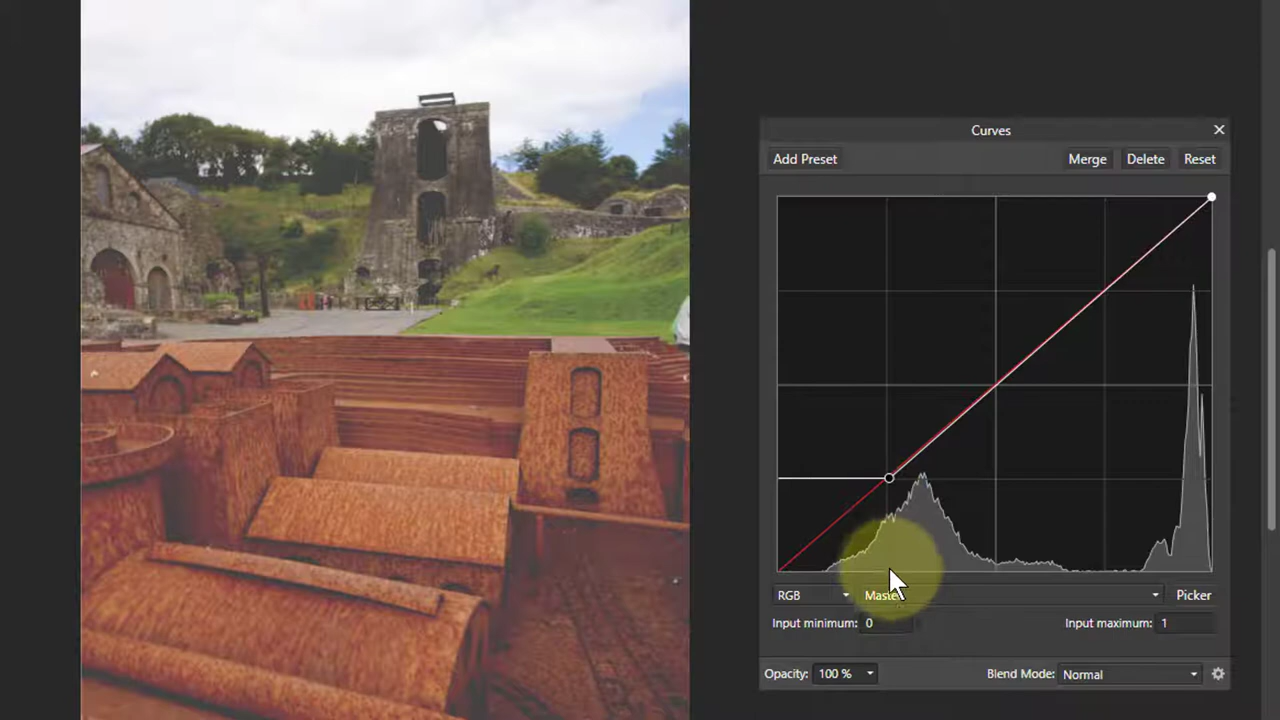 Curves
Add Preset Merge Delete Reset
RGB Master Picker
Input minimum: 0 Input maximum: 1
Opacity: 100 % Blend Mode: Normal